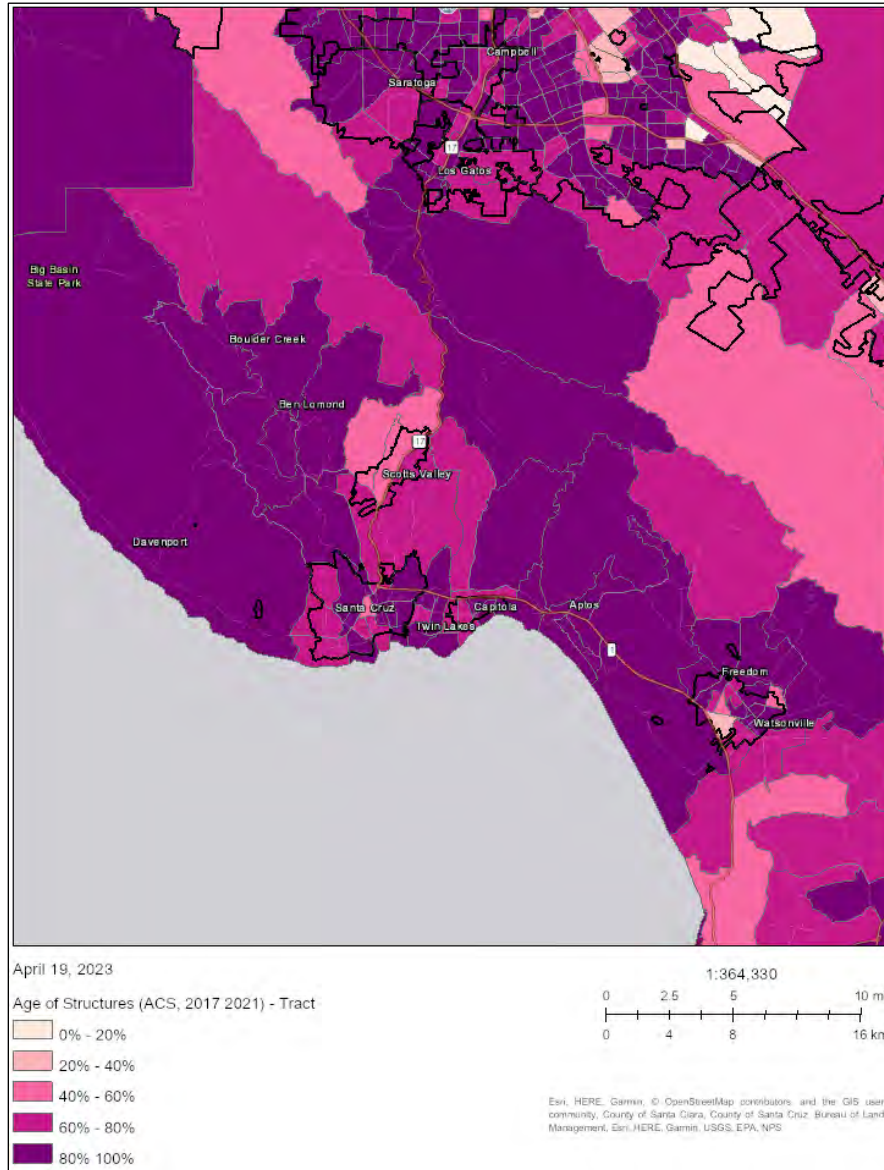 Campbell
Saratoga
17
Los Gatos
Big Basin
State Park
Boulder Creek
Ben Lomond
17
Scotts Valley
Davenport
Santa Cruz
Capitola
Aptos
Twin Lakes
1
Freedom
Watsonville
April 19, 2023
1:364,330
Age of Structures (ACS, 2017 2021) - Tract
0 2.5 5 10 m
0 4 8 16 km
0% - 20%
20% - 40%
40% - 60%
60% - 80%
80% 100%
Esri, HERE, Garmin, © OpenStreetMap contributors, and the GIS user
community, County of Santa Clara, County of Santa Cruz, Bureau of Land
Management, Esri, HERE, Garmin, USGS, EPA, NPS